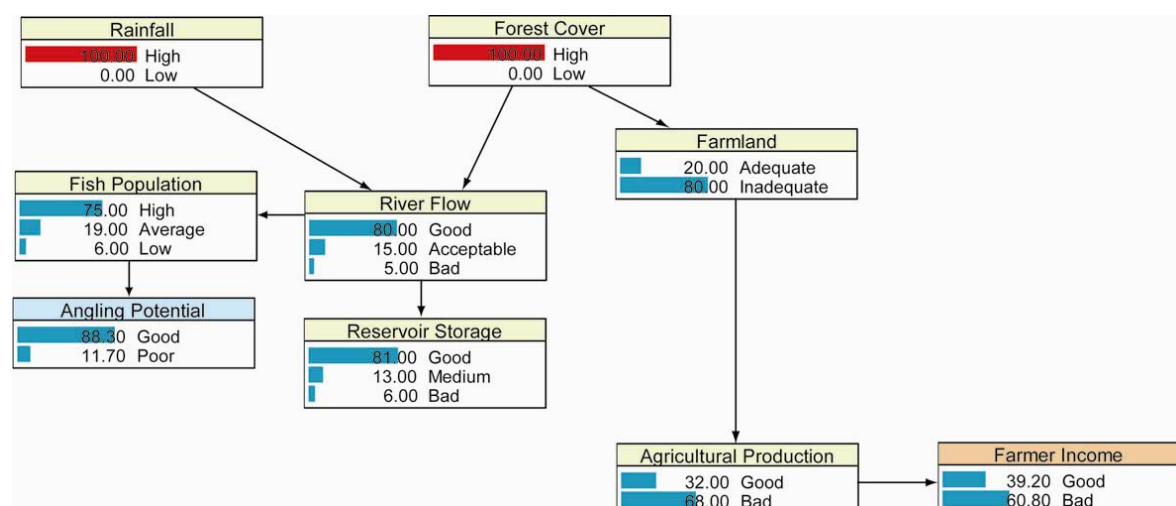 Rainfall
100.00 High
0.00 Low
Forest Cover
100.00 High
0.00 Low
Farmland
20.00 Adequate
80.00 Inadequate
Fish Population
75.00 High
19.00 Average
6.00 Low
River Flow
80.00 Good
15.00 Acceptable
5.00 Bad
Angling Potential
88.30 Good
11.70 Poor
Reservoir Storage
81.00 Good
13.00 Medium
6.00 Bad
Agricultural Production
32.00 Good
68.00 Bad
Farmer Income
39.20 Good
60.80 Bad